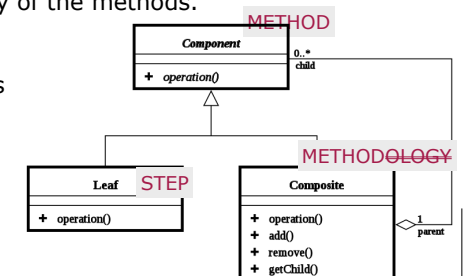 y of the methods.
METHOD
Component
+ operation()
0..*
child
s
METHODOLOGY
Leaf
STEP
Composite
+ operation()
+ operation()
+ add()
+ remove()
+ getChild()
1
parent